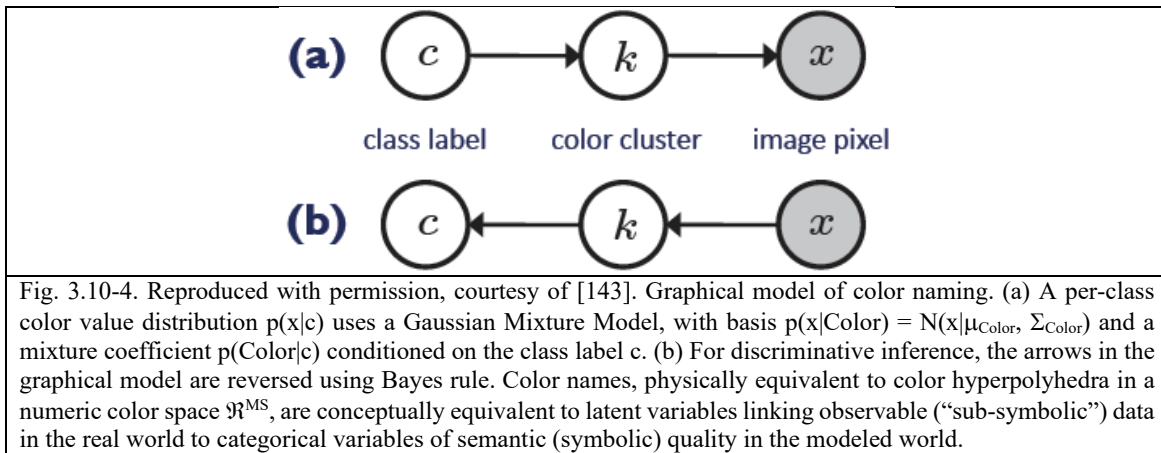 (a) c k x
class label color cluster image pixel
(b) c k x
Fig. 3.10-4. Reproduced with permission, courtesy of [143]. Graphical model of color naming. (a) A per-class
color value distribution p(x|c) uses a Gaussian Mixture Model, with basis p(x|Color) = N(x|μColor, ΣColor) and a
mixture coefficient p(Color|c) conditioned on the class label c. (b) For discriminative inference, the arrows in the
graphical model are reversed using Bayes rule. Color names, physically equivalent to color hyperpolyhedra in a
numeric color space ℜMS, are conceptually equivalent to latent variables linking observable (“sub-symbolic”) data
in the real world to categorical variables of semantic (symbolic) quality in the modeled world.